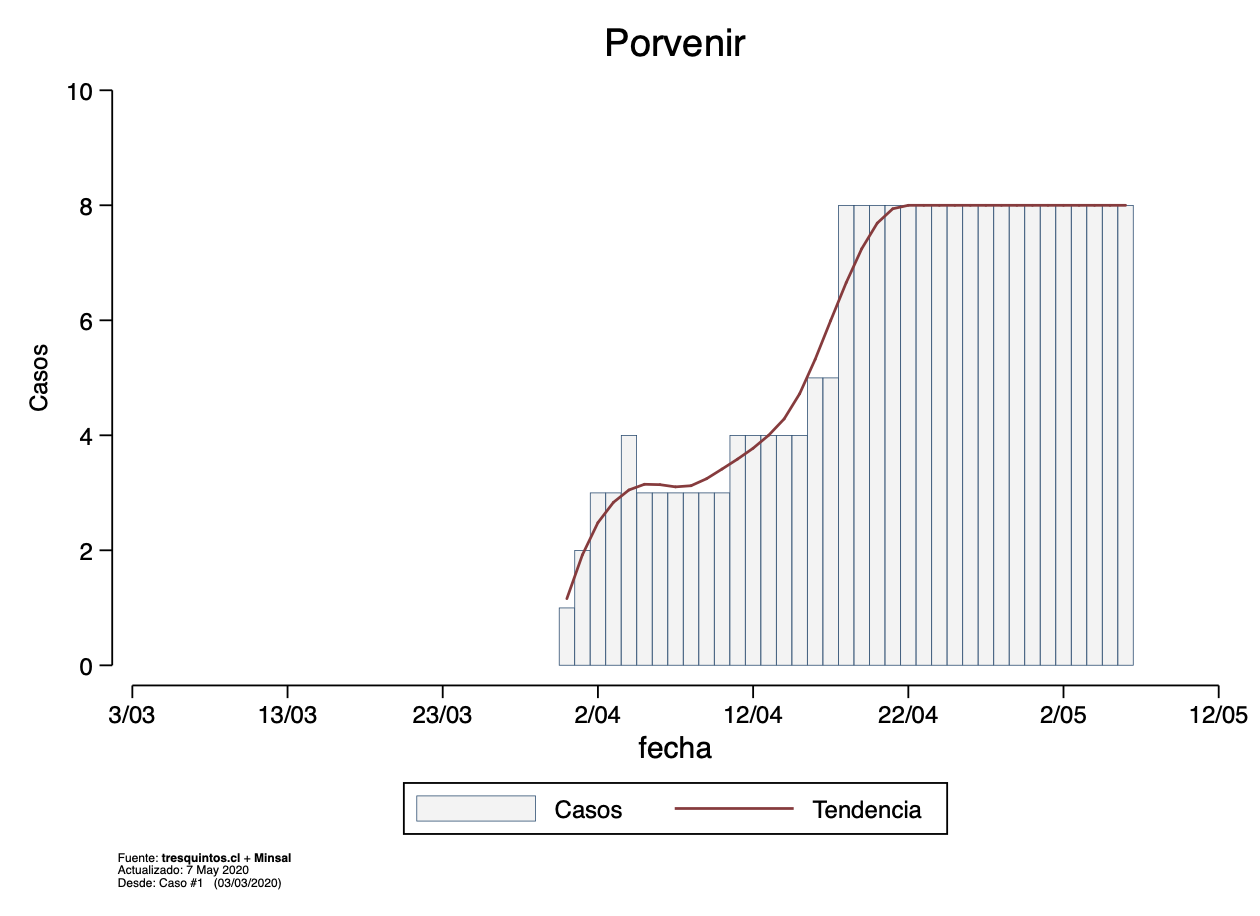 Porvenir
10
8
6
4
2
0
Casos
3/03 13/03 23/03 2/04 12/04 22/04 2/05 12/05
fecha
Casos Tendencia
Fuente: tresquintos.cl + Minsal
Actualizado: 7 May 2020
Desde: Caso #1 (03/03/2020)